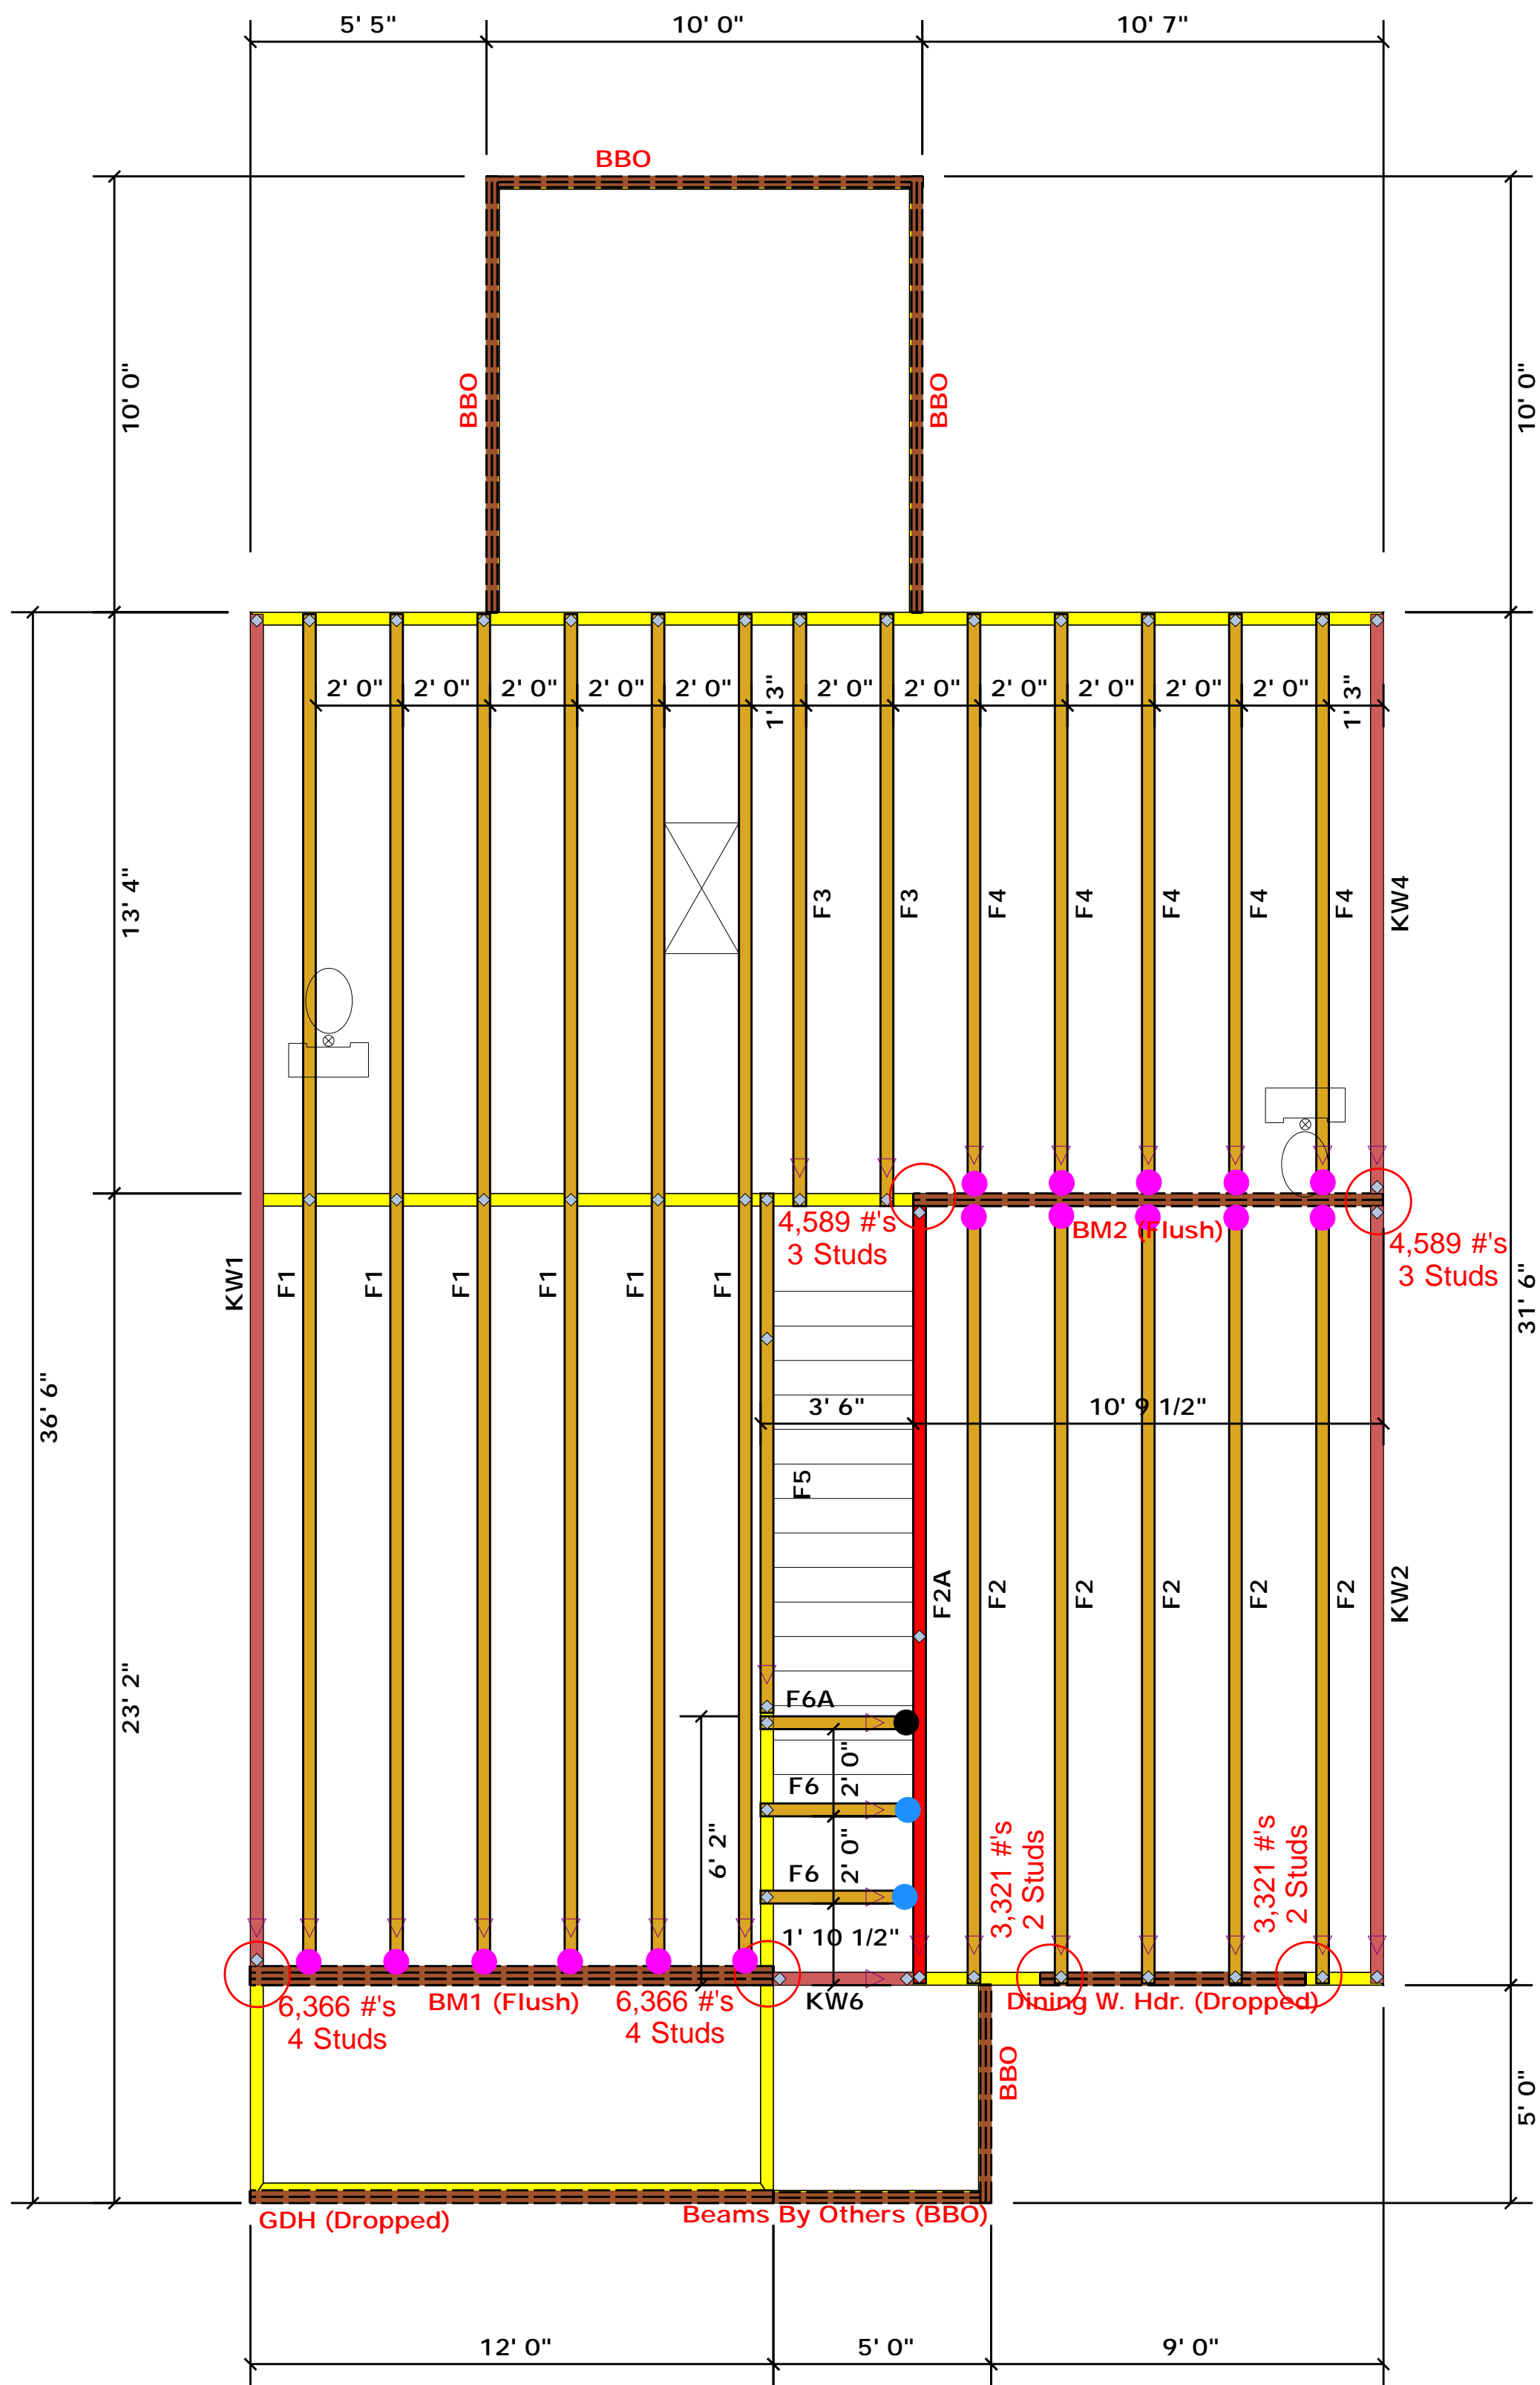 5' 5"
10' 0"
10' 7"
BBO
10' 0"
BBO
BBO
10' 0"
2' 0"
2' 0"
2' 0"
2' 0"
2' 0"
1' 3"
2' 0"
2' 0"
2' 0"
2' 0"
2' 0"
2' 0"
1' 3"
13' 4"
F3
F3
F4
F4
F4
F4
F4
KW4
4,589 #'s
3 Studs
BM2 (Flush)
4,589 #'s
3 Studs
KW1
F1
F1
F1
F1
F1
F1
31' 6"
36' 6"
3' 6"
10' 9 1/2"
F5
F2A
F2
F2
F2
F2
F2
KW2
23' 2"
F6A
2' 0"
F6
6' 2"
2' 0"
F6
1' 10 1/2"
3,321 #'s
2 Studs
3,321 #'s
2 Studs
6,366 #'s
4 Studs
BM1 (Flush)
6,366 #'s
4 Studs
KW6
Dining W. Hdr. (Dropped)
BBO
5' 0"
GDH (Dropped)
Beams By Others (BBO)
12' 0"
5' 0"
9' 0"